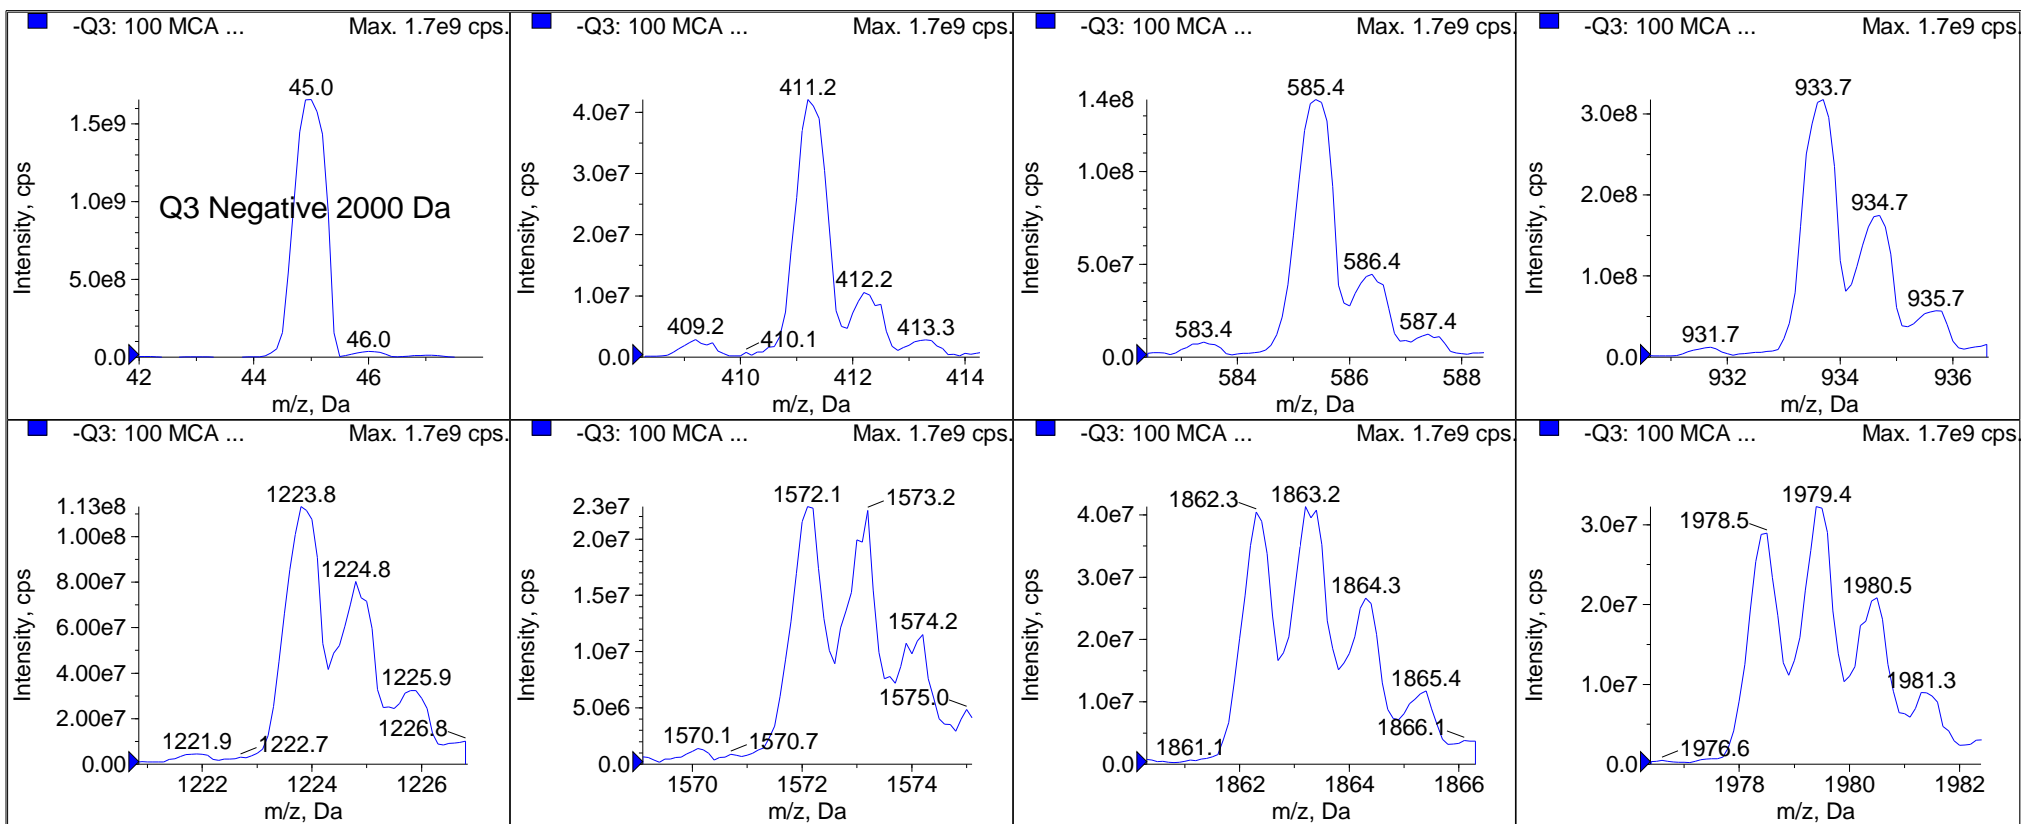 -Q3: 100 MCA ... Max. 1.7e9 cps.
45.0
1.5e9
1.0e9
5.0e8
0.0
Q3 Negative 2000 Da
46.0
42 44 46
m/z, Da
Intensity, cps
-Q3: 100 MCA ... Max. 1.7e9 cps.
411.2
4.0e7
3.0e7
2.0e7
1.0e7
0.0
412.2
409.2
410.1
413.3
410 412 414
m/z, Da
Intensity, cps
-Q3: 100 MCA ... Max. 1.7e9 cps.
585.4
1.4e8
1.0e8
5.0e7
0.0
586.4
583.4
587.4
584 586 588
m/z, Da
Intensity, cps
-Q3: 100 MCA ... Max. 1.7e9 cps.
933.7
3.0e8
2.0e8
1.0e8
0.0
934.7
935.7
931.7
932 934 936
m/z, Da
Intensity, cps
-Q3: 100 MCA ... Max. 1.7e9 cps.
1223.8
1.13e8
1.00e8
8.00e7
6.00e7
4.00e7
2.00e7
0.00
1224.8
1225.9
1226.8
1221.9
1222.7
1222 1224 1226
m/z, Da
Intensity, cps
-Q3: 100 MCA ... Max. 1.7e9 cps.
1572.1
1573.2
2.3e7
2.0e7
1.5e7
1.0e7
5.0e6
0.0
1574.2
1575.0
1570.1
1570.7
1570 1572 1574
m/z, Da
Intensity, cps
-Q3: 100 MCA ... Max. 1.7e9 cps.
1862.3
1863.2
4.0e7
3.0e7
2.0e7
1.0e7
0.0
1864.3
1865.4
1866.1
1861.1
1862 1864 1866
m/z, Da
Intensity, cps
-Q3: 100 MCA ... Max. 1.7e9 cps.
1979.4
1978.5
3.0e7
2.0e7
1.0e7
0.0
1980.5
1981.3
1976.6
1978 1980 1982
m/z, Da
Intensity, cps